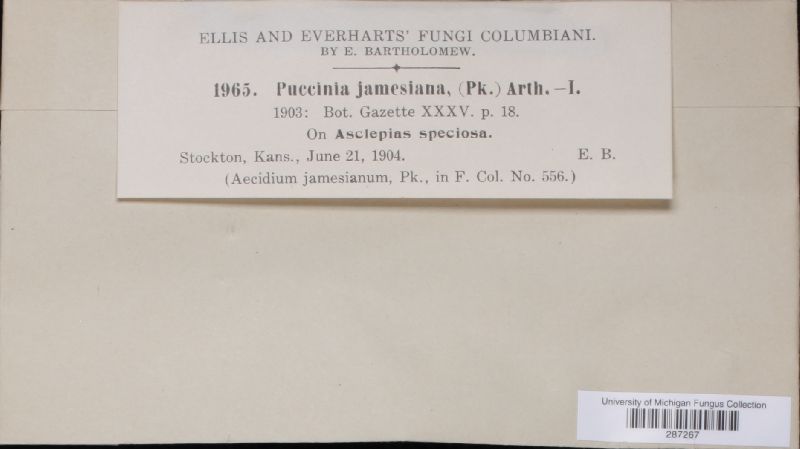 ELLIS AND EVERHARTS' FUNGI COLUMBIANI.
BY E. BARTHOLOMEW.
1965. Puccinia jamesiana, (Pk.) Arth. —I.
1903: Bot. Gazette XXXV. p. 18.
On Asclepias speciosa.
Stockton, Kans., June 21, 1904. E. B.
(Aecidium jamesianum, Pk., in F. Col. No. 556.)
University of Michigan Fungus Collection
287267